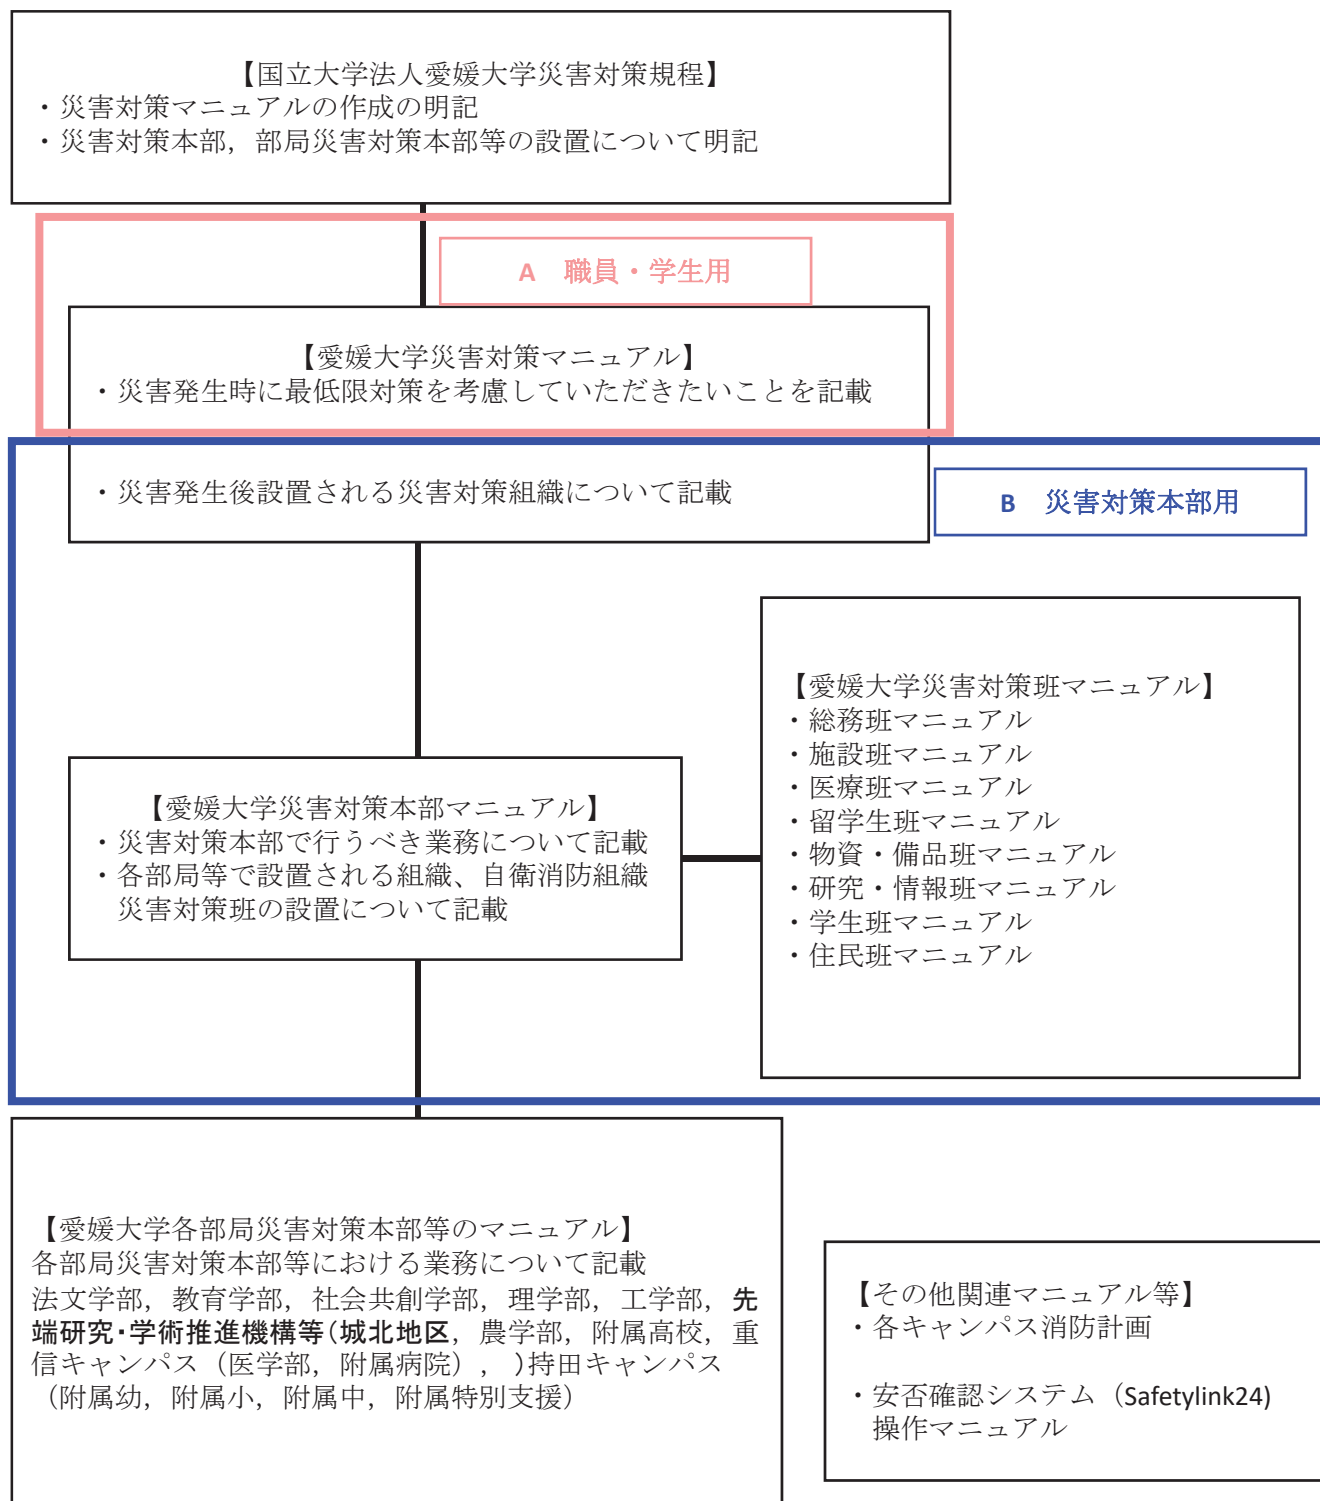 【国立大学法人愛媛大学災害対策規程】
・災害対策マニュアルの作成の明記
・災害対策本部，部局災害対策本部等の設置について明記
A　職員・学生用
【愛媛大学災害対策マニュアル】
・災害発生時に最低限対策を考慮していただきたいことを記載
・災害発生後設置される災害対策組織について記載
B　災害対策本部用
【愛媛大学災害対策班マニュアル】
・総務班マニュアル
・施設班マニュアル
・医療班マニュアル
・留学生班マニュアル
・物資・備品班マニュアル
・研究・情報班マニュアル
・学生班マニュアル
・住民班マニュアル
【愛媛大学災害対策本部マニュアル】
・災害対策本部で行うべき業務について記載
・各部局等で設置される組織、自衛消防組織
災害対策班の設置について記載
【愛媛大学各部局災害対策本部等のマニュアル】
各部局災害対策本部等における業務について記載
法文学部，教育学部，社会共創学部，理学部，工学部，先
端研究・学術推進機構等(城北地区，農学部，附属高校，重
信キャンパス（医学部，附属病院），)持田キャンパス
（附属幼，附属小，附属中，附属特別支援）
【その他関連マニュアル等】
・各キャンパス消防計画
・安否確認システム（Safetylink24)
操作マニュアル